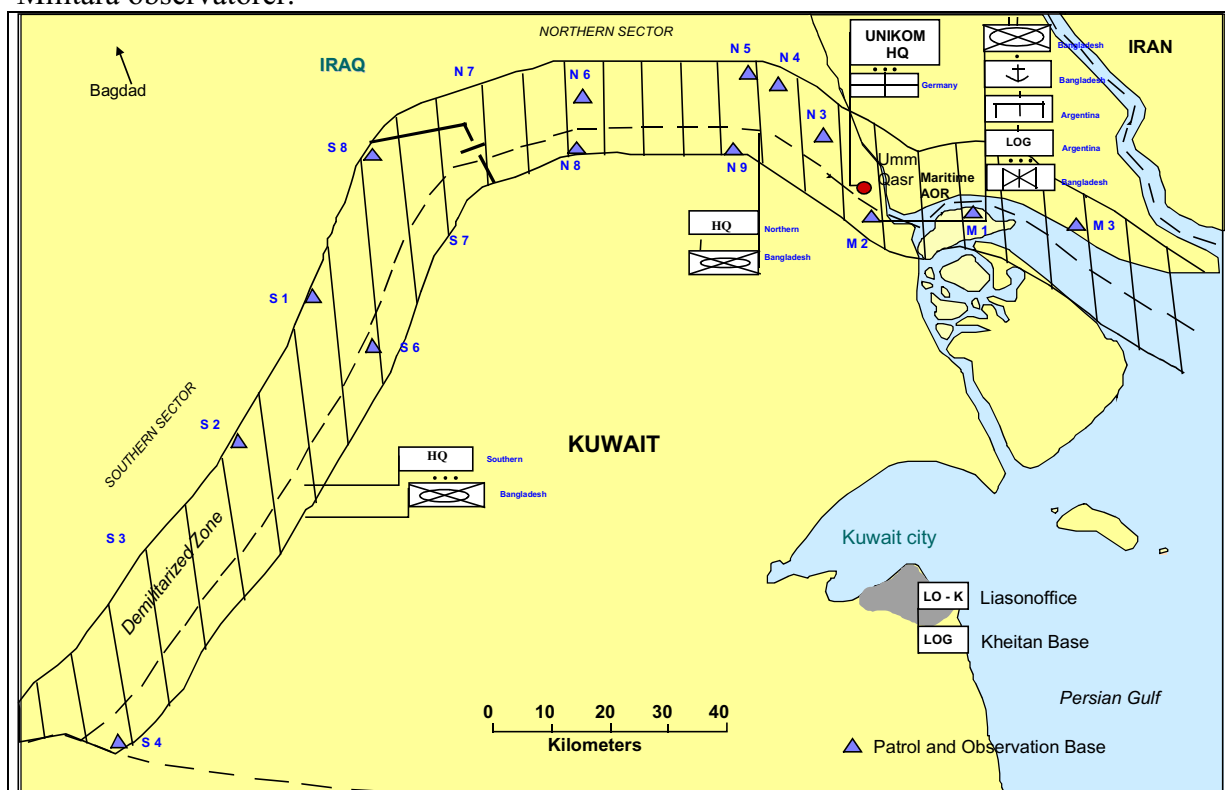 Militära observatörer:
NORTHERN SECTOR
UNIKOM
HQ
Germany
Bangladesh
Bangladesh
Argentina
LOG
Argentina
Bangladesh
IRAN
Bagdad
IRAQ
N 7
N 6
N 5
N 4
N 3
S 8
N 8
N 9
Umm
Qasr
Maritime
AOR
M 2
M 1
M 3
HQ
Northern
Bangladesh
S 7
S 1
S 6
SOUTHERN SECTOR
S 2
KUWAIT
HQ
Southern
Bangladesh
S 3
Demilitarized Zone
Kuwait city
LO - K
Liasonoffice
LOG
Kheitan Base
0 10 20 30 40
Kilometers
Persian Gulf
S 4
Patrol and Observation Base